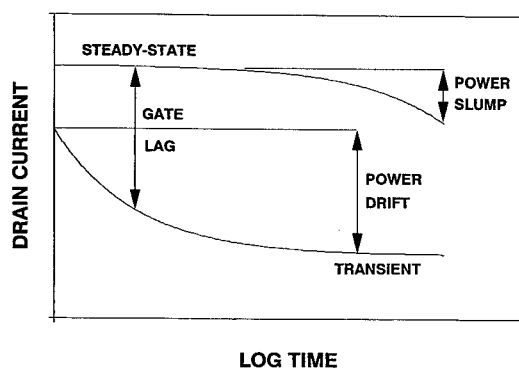 STEADY-STATE
POWER
SLUMP
GATE
LAG
POWER
DRIFT
TRANSIENT
DRAIN CURRENT
LOG TIME